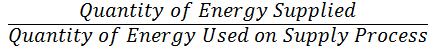 Quantity of Energy Supplied
Quantity of Energy Used on Supply Process